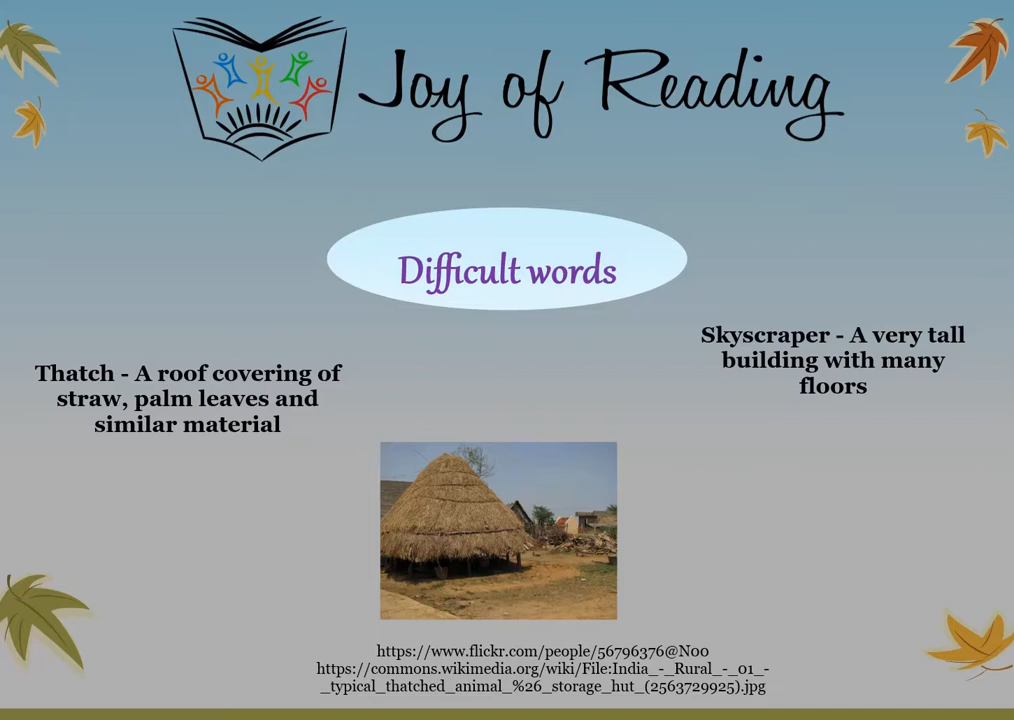 Joy of Reading
Difficult words
Skyscraper - A very tall
building with many
floors
Thatch - A roof covering of
straw, palm leaves and
similar material
https://www.flickr.com/people/56796376@N00
https://commons.wikimedia.org/wiki/File:India_-_Rural_-_01_-
_typical_thatched_animal_%26_storage_hut_(2563729925).jpg